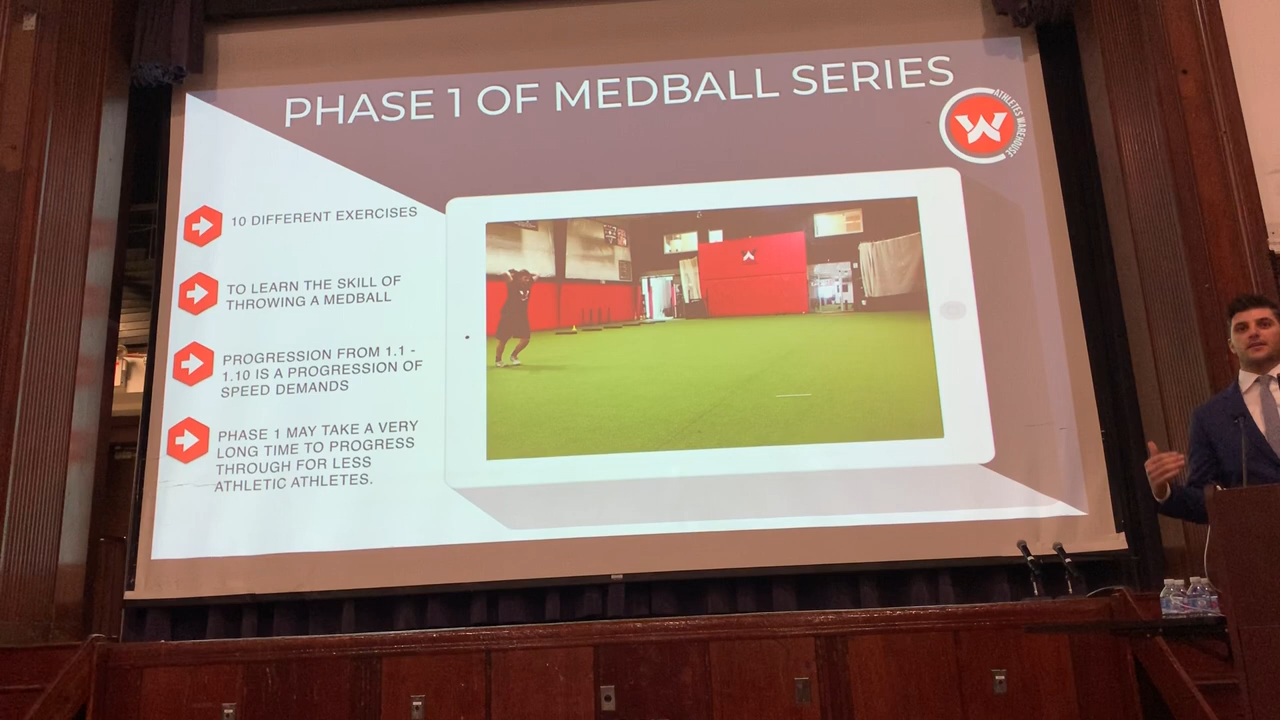 PHASE 1 OF MEDBALL SERIES
ATHLETES WAREHOUSE
10 DIFFERENT EXERCISES
TO LEARN THE SKILL OF
THROWING A MEDBALL
PROGRESSION FROM 1.1 -
1.10 IS A PROGRESSION OF
SPEED DEMANDS
PHASE 1 MAY TAKE A VERY
LONG TIME TO PROGRESS
THROUGH FOR LESS
ATHLETIC ATHLETES.